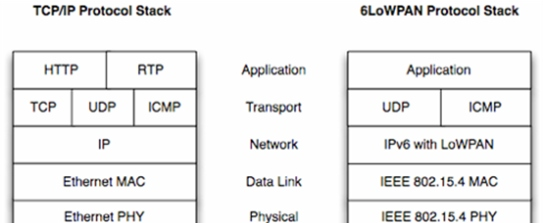 TCP/IP Protocol Stack 6LoWPAN Protocol Stack
HTTP RTP Application Application
TCP UDP ICMP Transport UDP ICMP
IP Network IPv6 with LoWPAN
Ethernet MAC Data Link IEEE 802.15.4 MAC
Ethernet PHY Physical IEEE 802.15.4 PHY